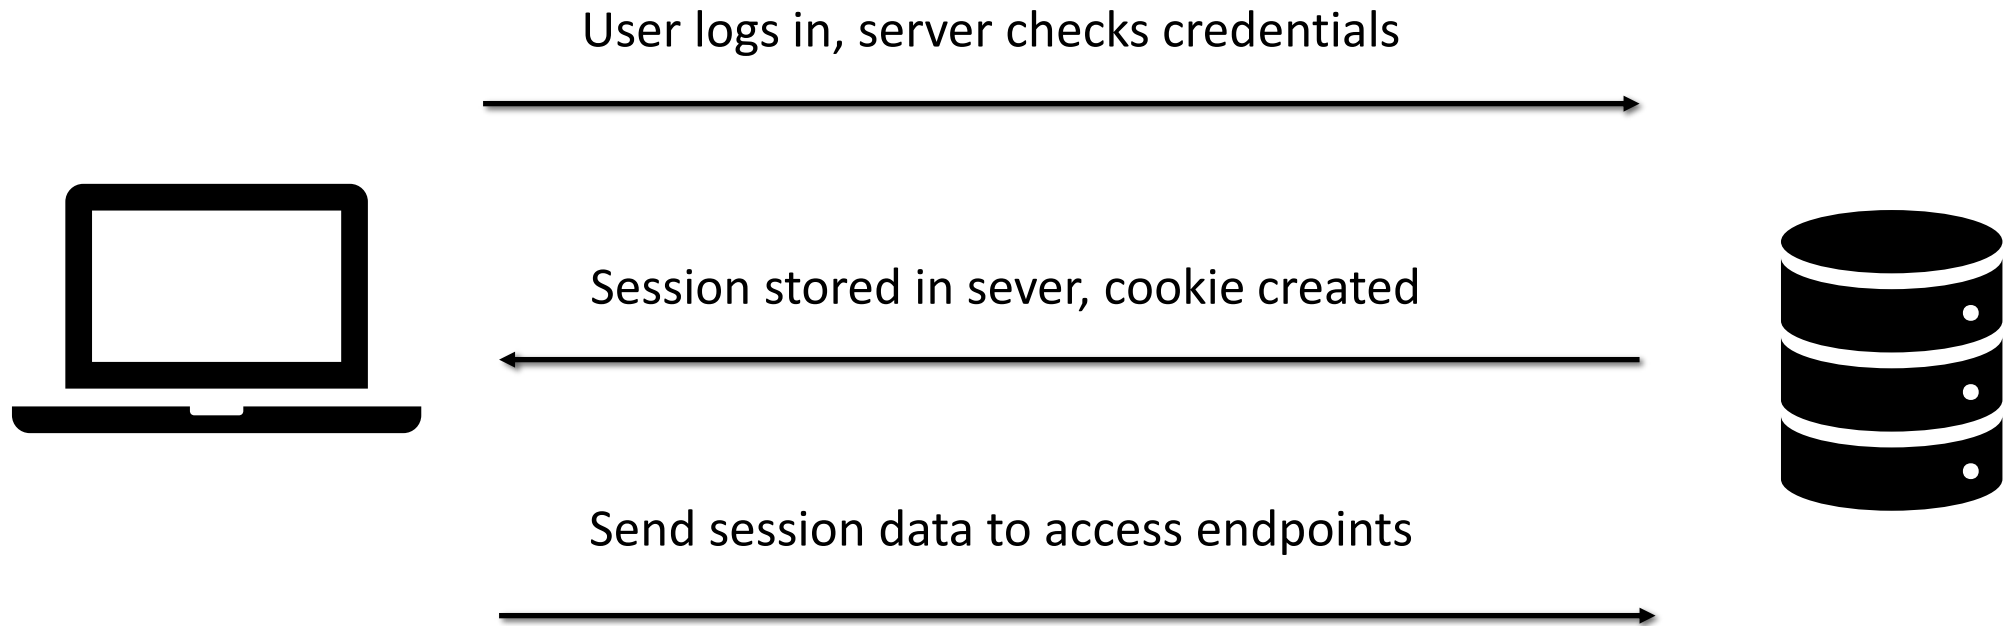 User logs in, server checks credentials
Session stored in sever, cookie created
Send session data to access endpoints